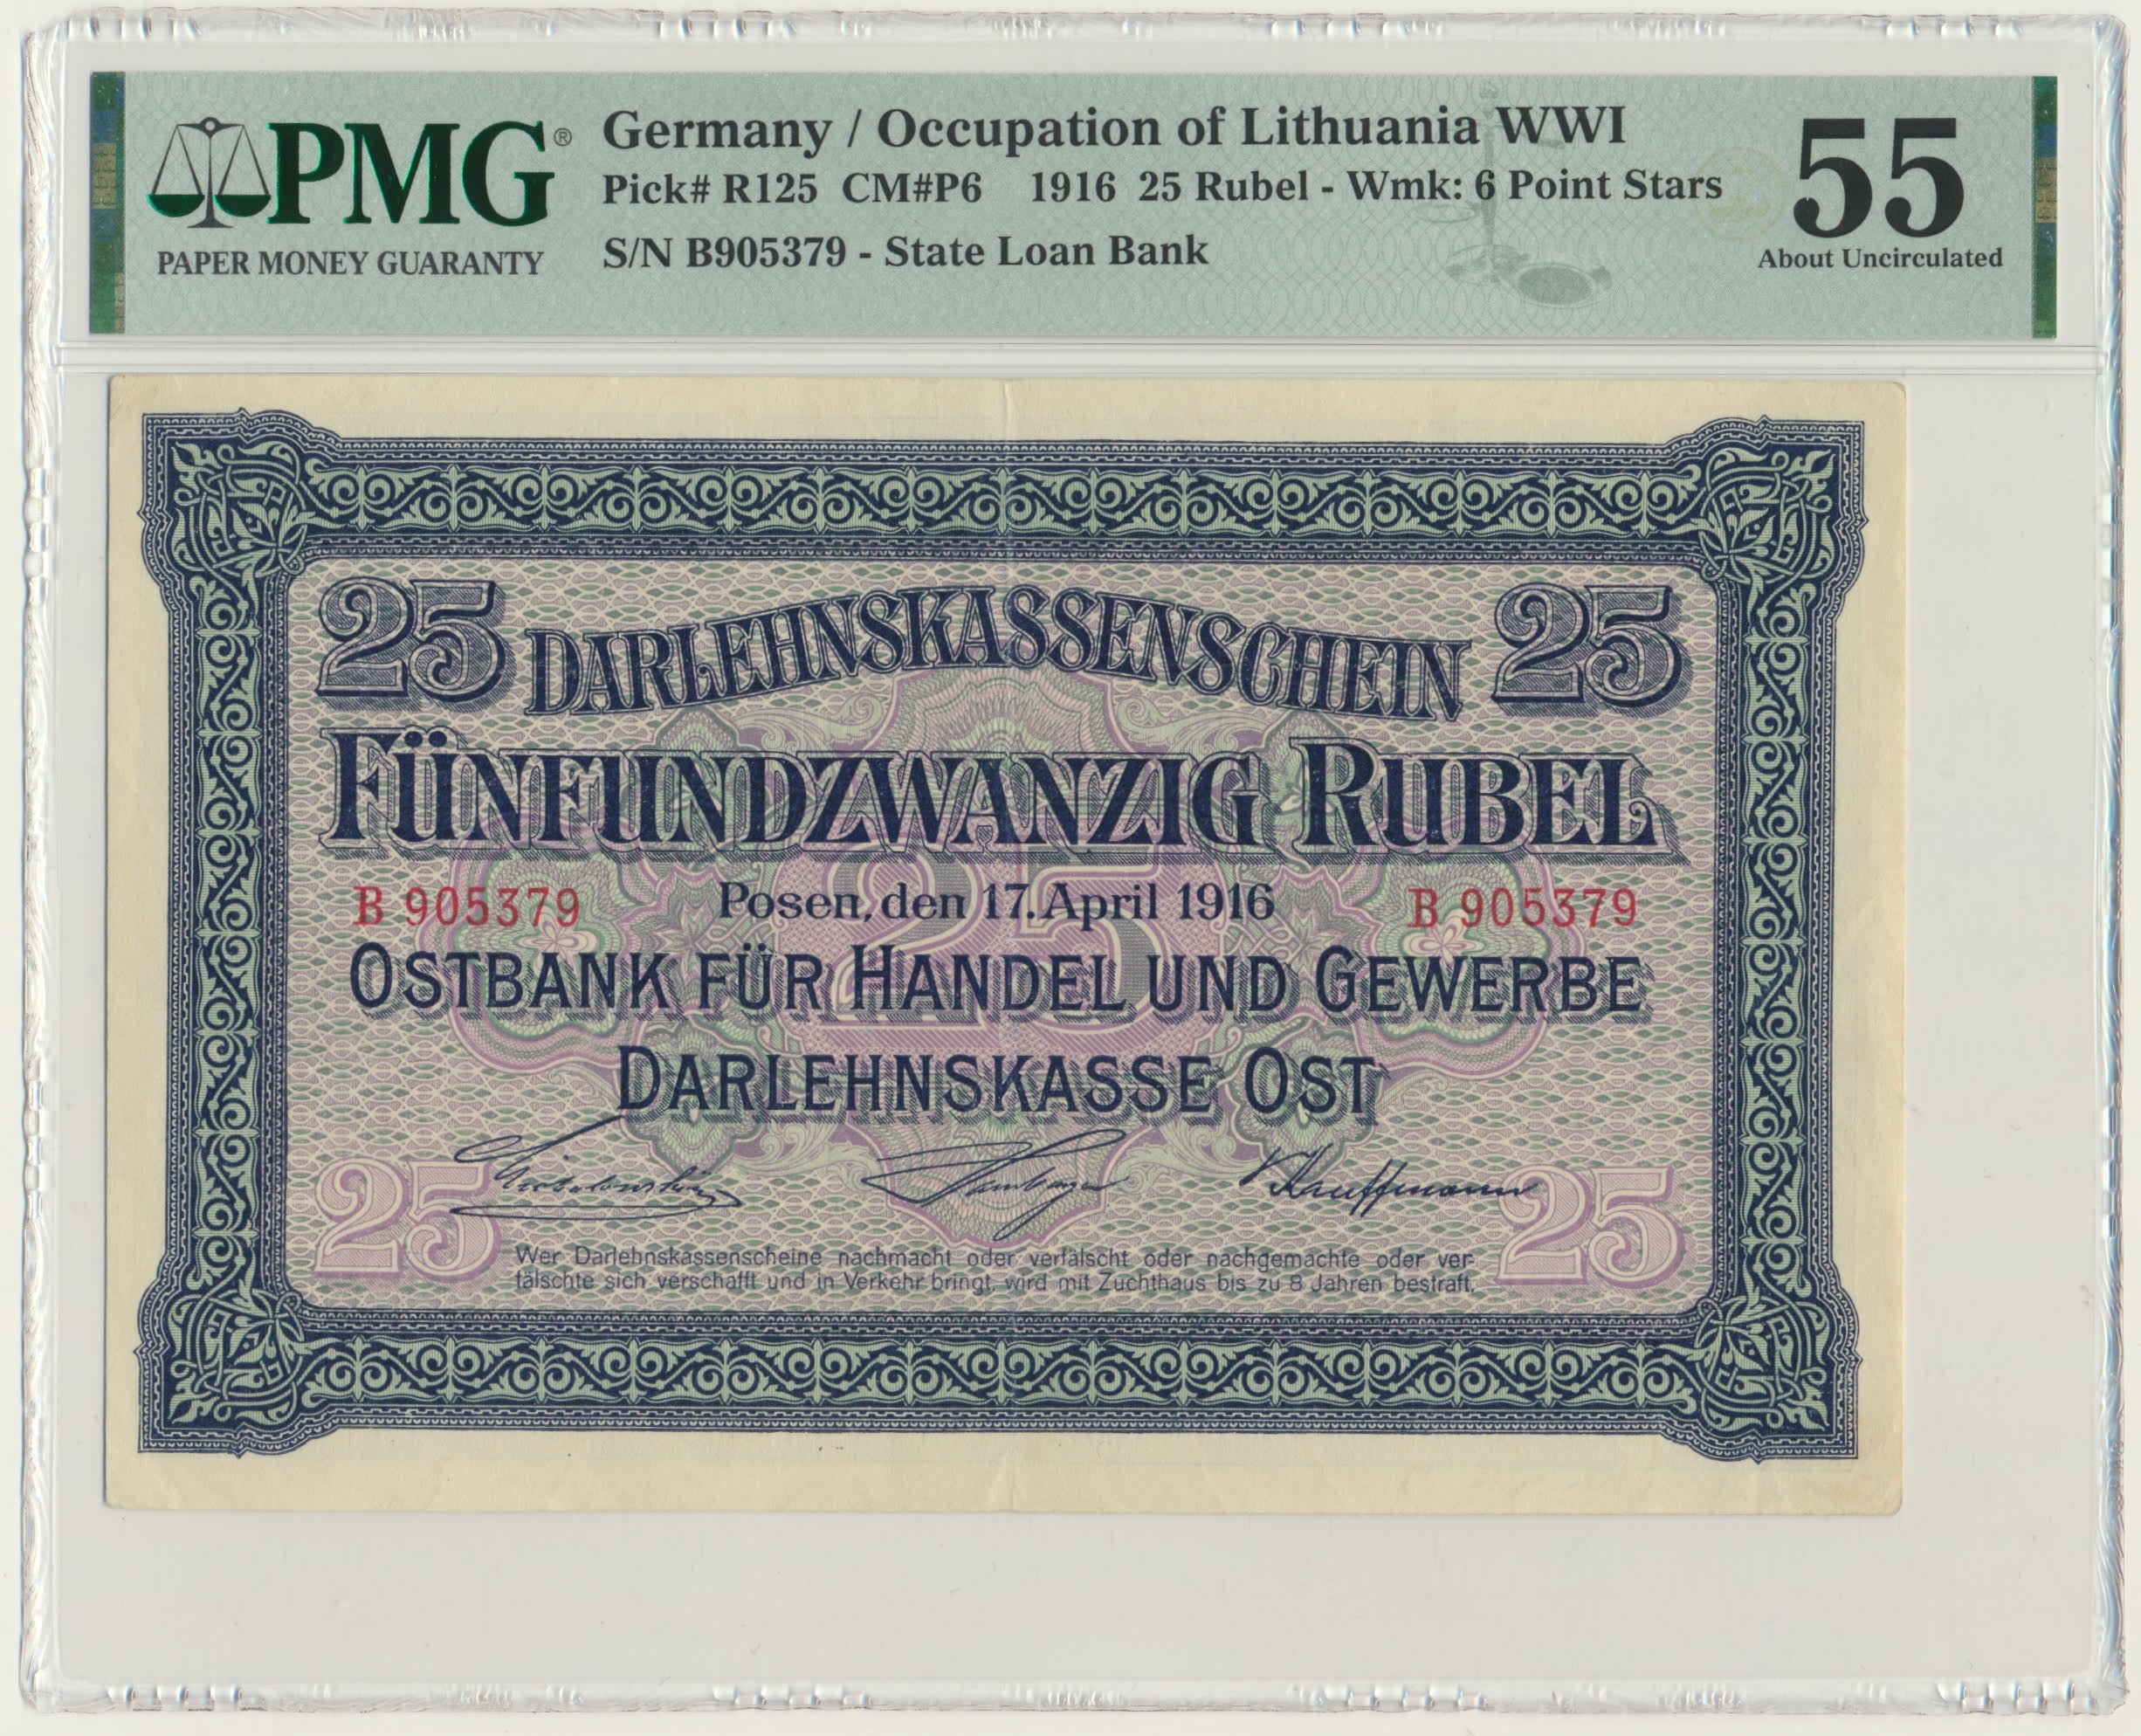 PMG®
PAPER MONEY GUARANTY
Germany / Occupation of Lithuania WWI
Pick# R125 CM#P6 1916 25 Rubel - Wmk: 6 Point Stars
S/N B905379 - State Loan Bank
55
About Uncirculated
25 DARLEHNSKASSENSCHEIN 25
FÜNFUNDZWANZIG RUBEL
B 905379 Posen, den 17. April 1916 B 905379
25
OSTBANK FÜR HANDEL UND GEWERBE
DARLEHNSKASSE OST
Kauffmann
25 25
Wer Darlehnskassenscheine nachmacht oder verfälscht oder nachgemachte oder ver-
fälschte sich verschafft und in Verkehr bringt, wird mit Zuchthaus bis zu 8 Jahren bestraft.